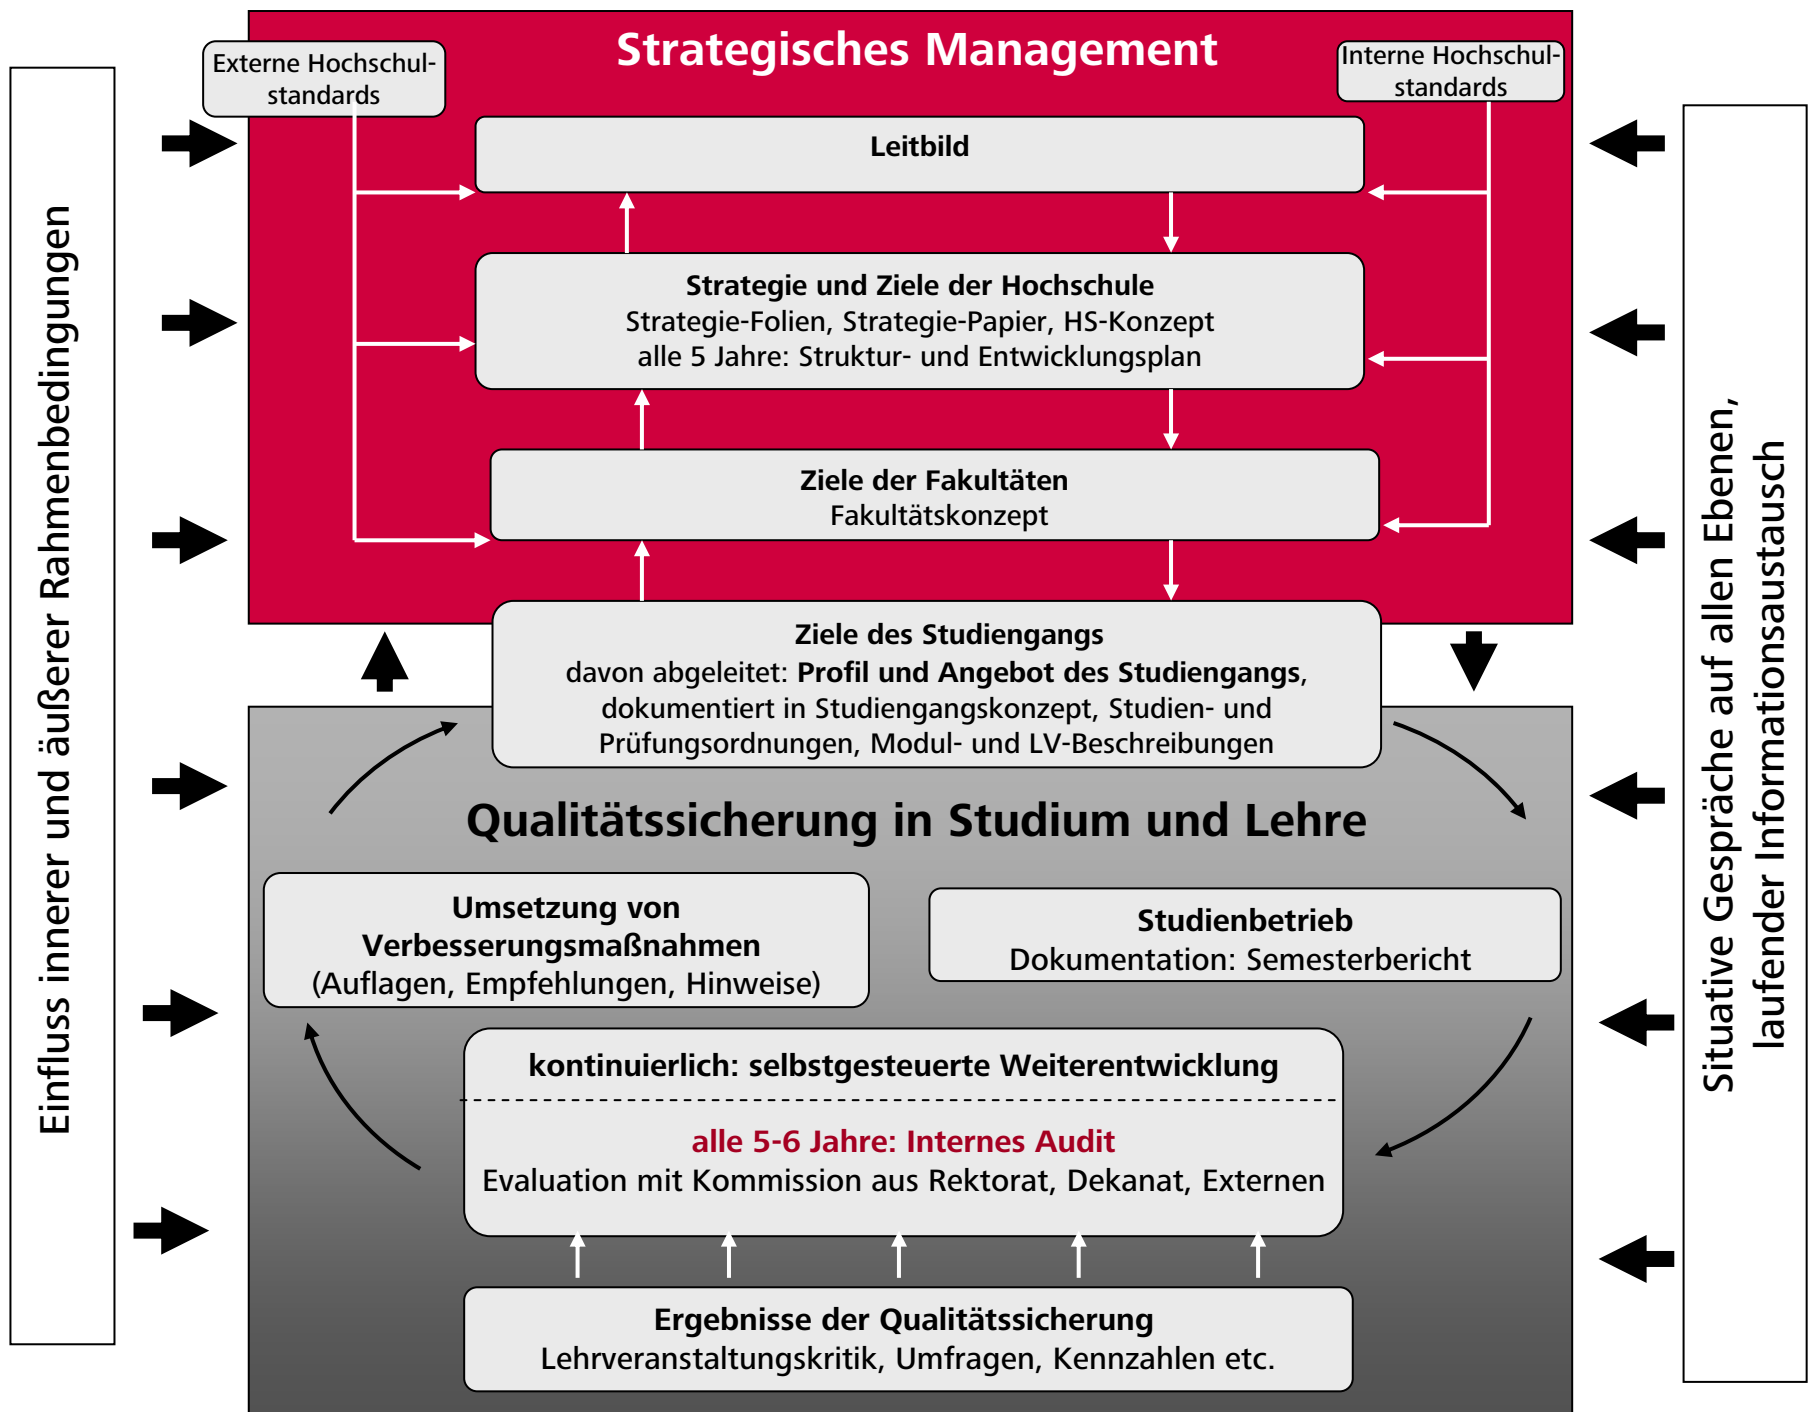 Strategisches Management
Externe Hochschul-
standards
Interne Hochschul-
standards
Leitbild
Strategie und Ziele der Hochschule
Strategie-Folien, Strategie-Papier, HS-Konzept
alle 5 Jahre: Struktur- und Entwicklungsplan
Ziele der Fakultäten
Fakultätskonzept
Ziele des Studiengangs
davon abgeleitet: Profil und Angebot des Studiengangs,
dokumentiert in Studiengangskonzept, Studien- und
Prüfungsordnungen, Modul- und LV-Beschreibungen
Qualitätssicherung in Studium und Lehre
Umsetzung von
Verbesserungsmaßnahmen
(Auflagen, Empfehlungen, Hinweise)
Studienbetrieb
Dokumentation: Semesterbericht
kontinuierlich: selbstgesteuerte Weiterentwicklung
alle 5-6 Jahre: Internes Audit
Evaluation mit Kommission aus Rektorat, Dekanat, Externen
Ergebnisse der Qualitätssicherung
Lehrveranstaltungskritik, Umfragen, Kennzahlen etc.
Einfluss innerer und äußerer Rahmenbedingungen
Situative Gespräche auf allen Ebenen,
laufender Informationsaustausch